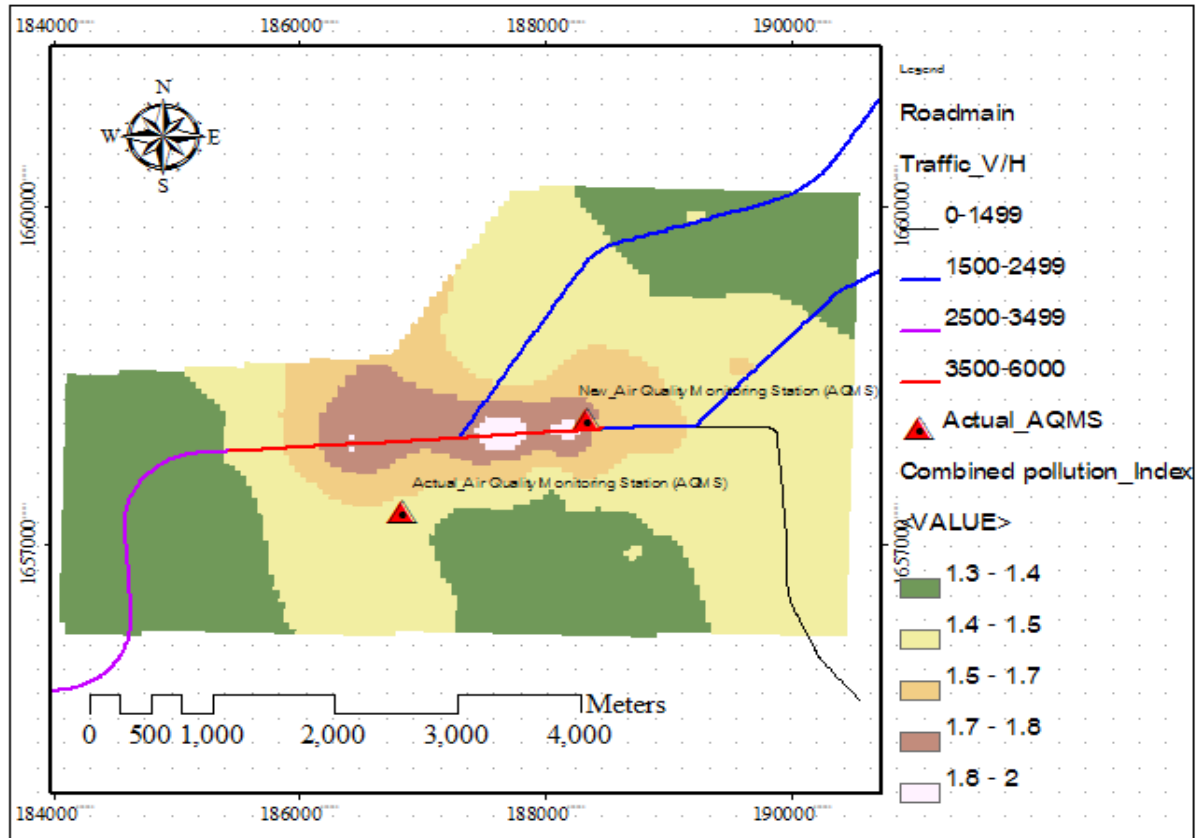 184000 186000 188000 190000
N
W E
S
1660000 1660000
1657000 1657000
New_Air Quality Monitoring Station (AQMS)
Actual_Air Quality Monitoring Station (AQMS)
Meters
0 500 1,000 2,000 3,000 4,000
184000 186000 188000 190000
Legend
Roadmain
Traffic_V/H
0-1499
1500-2499
2500-3499
3500-6000
Actual_AQMS
Combined pollution_Index
<VALUE>
1.3 - 1.4
1.4 - 1.5
1.5 - 1.7
1.7 - 1.8
1.8 - 2